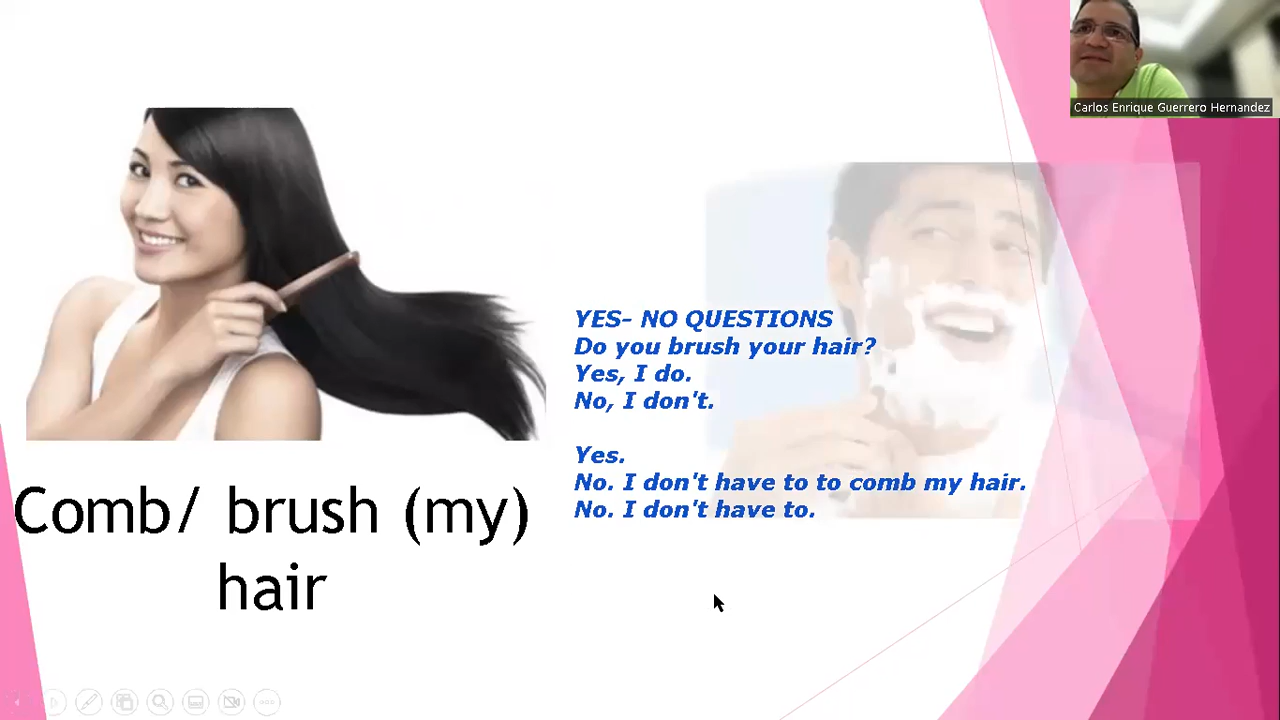 Carlos Enrique Guerrero Hernandez
YES- NO QUESTIONS
Do you brush your hair?
Yes, I do.
No, I don't.
Yes.
No. I don't have to to comb my hair.
No. I don't have to.
Comb/ brush (my)
hair